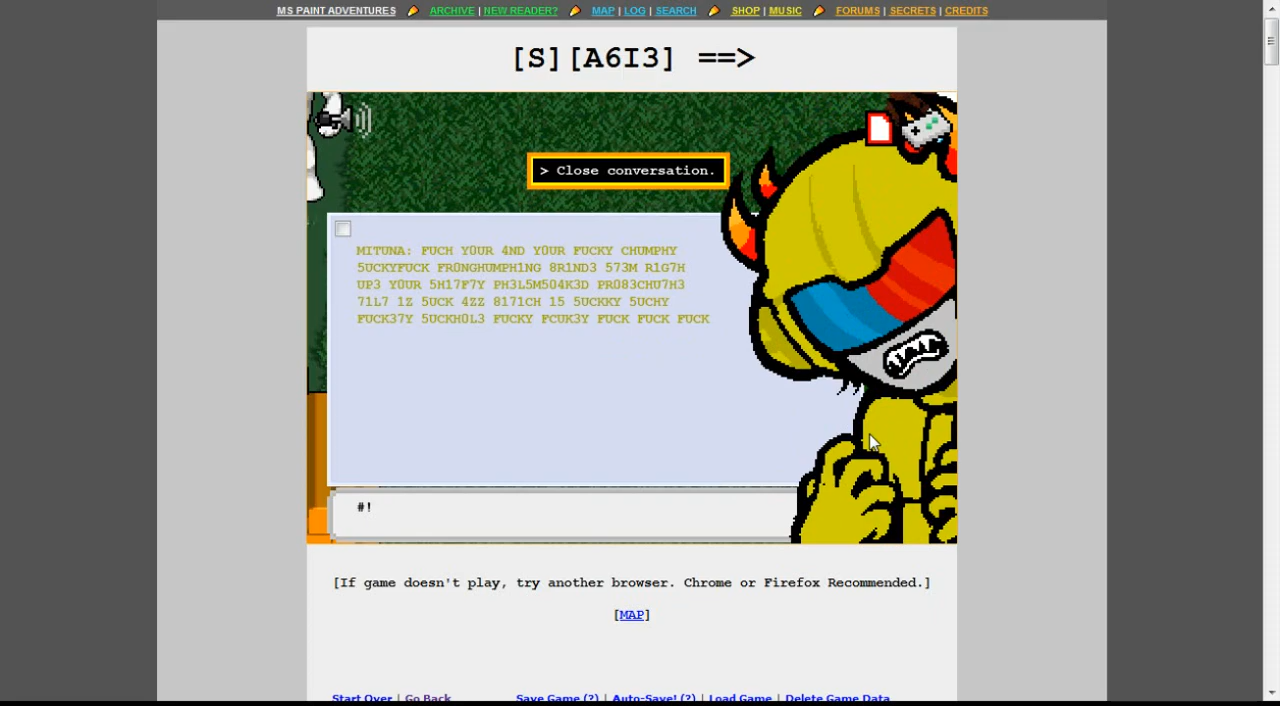 MS PAINT ADVENTURES ARCHIVE | NEW READER? MAP | LOG | SEARCH SHOP | MUSIC FORUMS | SECRETS | CREDITS
[S][A6I3] ==>
> Close conversation.
MITUNA: FUCH Y0UR 4ND Y0UR FUCKY CHUMPHY
5UCKYFUCK FR0NGHUMPH1NG 8R1ND3 573M R1G7H
UP3 Y0UR 5H17F7Y PH3L5M504K3D PR083CHU7H3
71L7 1Z 5UCK 4ZZ 8171CH 15 5UCKKY 5UCHY
FUCK37Y 5UCKH0L3 FUCKY FCUK3Y FUCK FUCK FUCK
#!
[If game doesn't play, try another browser. Chrome or Firefox Recommended.]
[MAP]
Start Over | Go Back Save Game (?) | Auto-Save! (?) | Load Game | Delete Game Data